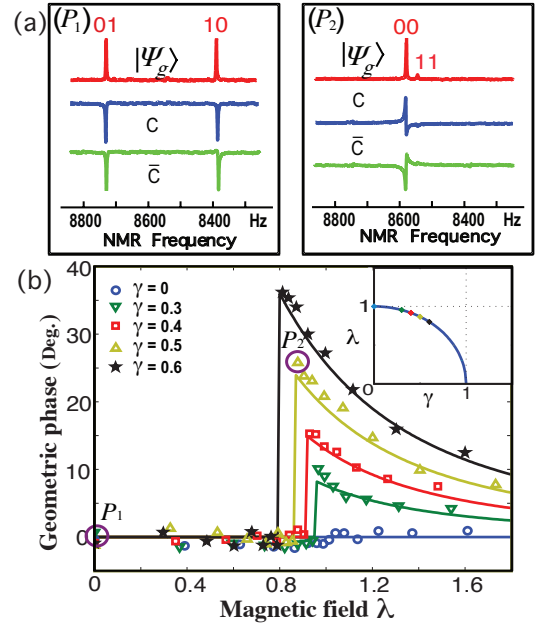 (a)
(P1)
01
10
|Ψg⟩
C
C̄
8800
8600
8400
Hz
NMR Frequency
(P2)
00
|Ψg⟩
11
C
C̄
8800
8600
8400
Hz
NMR Frequency
(b)
40
30
20
10
0
Geometric phase (Deg.)
γ = 0
γ = 0.3
γ = 0.4
γ = 0.5
γ = 0.6
P2
P1
1
λ
0
γ
1
0
0.4
0.8
1.2
1.6
Magnetic field λ